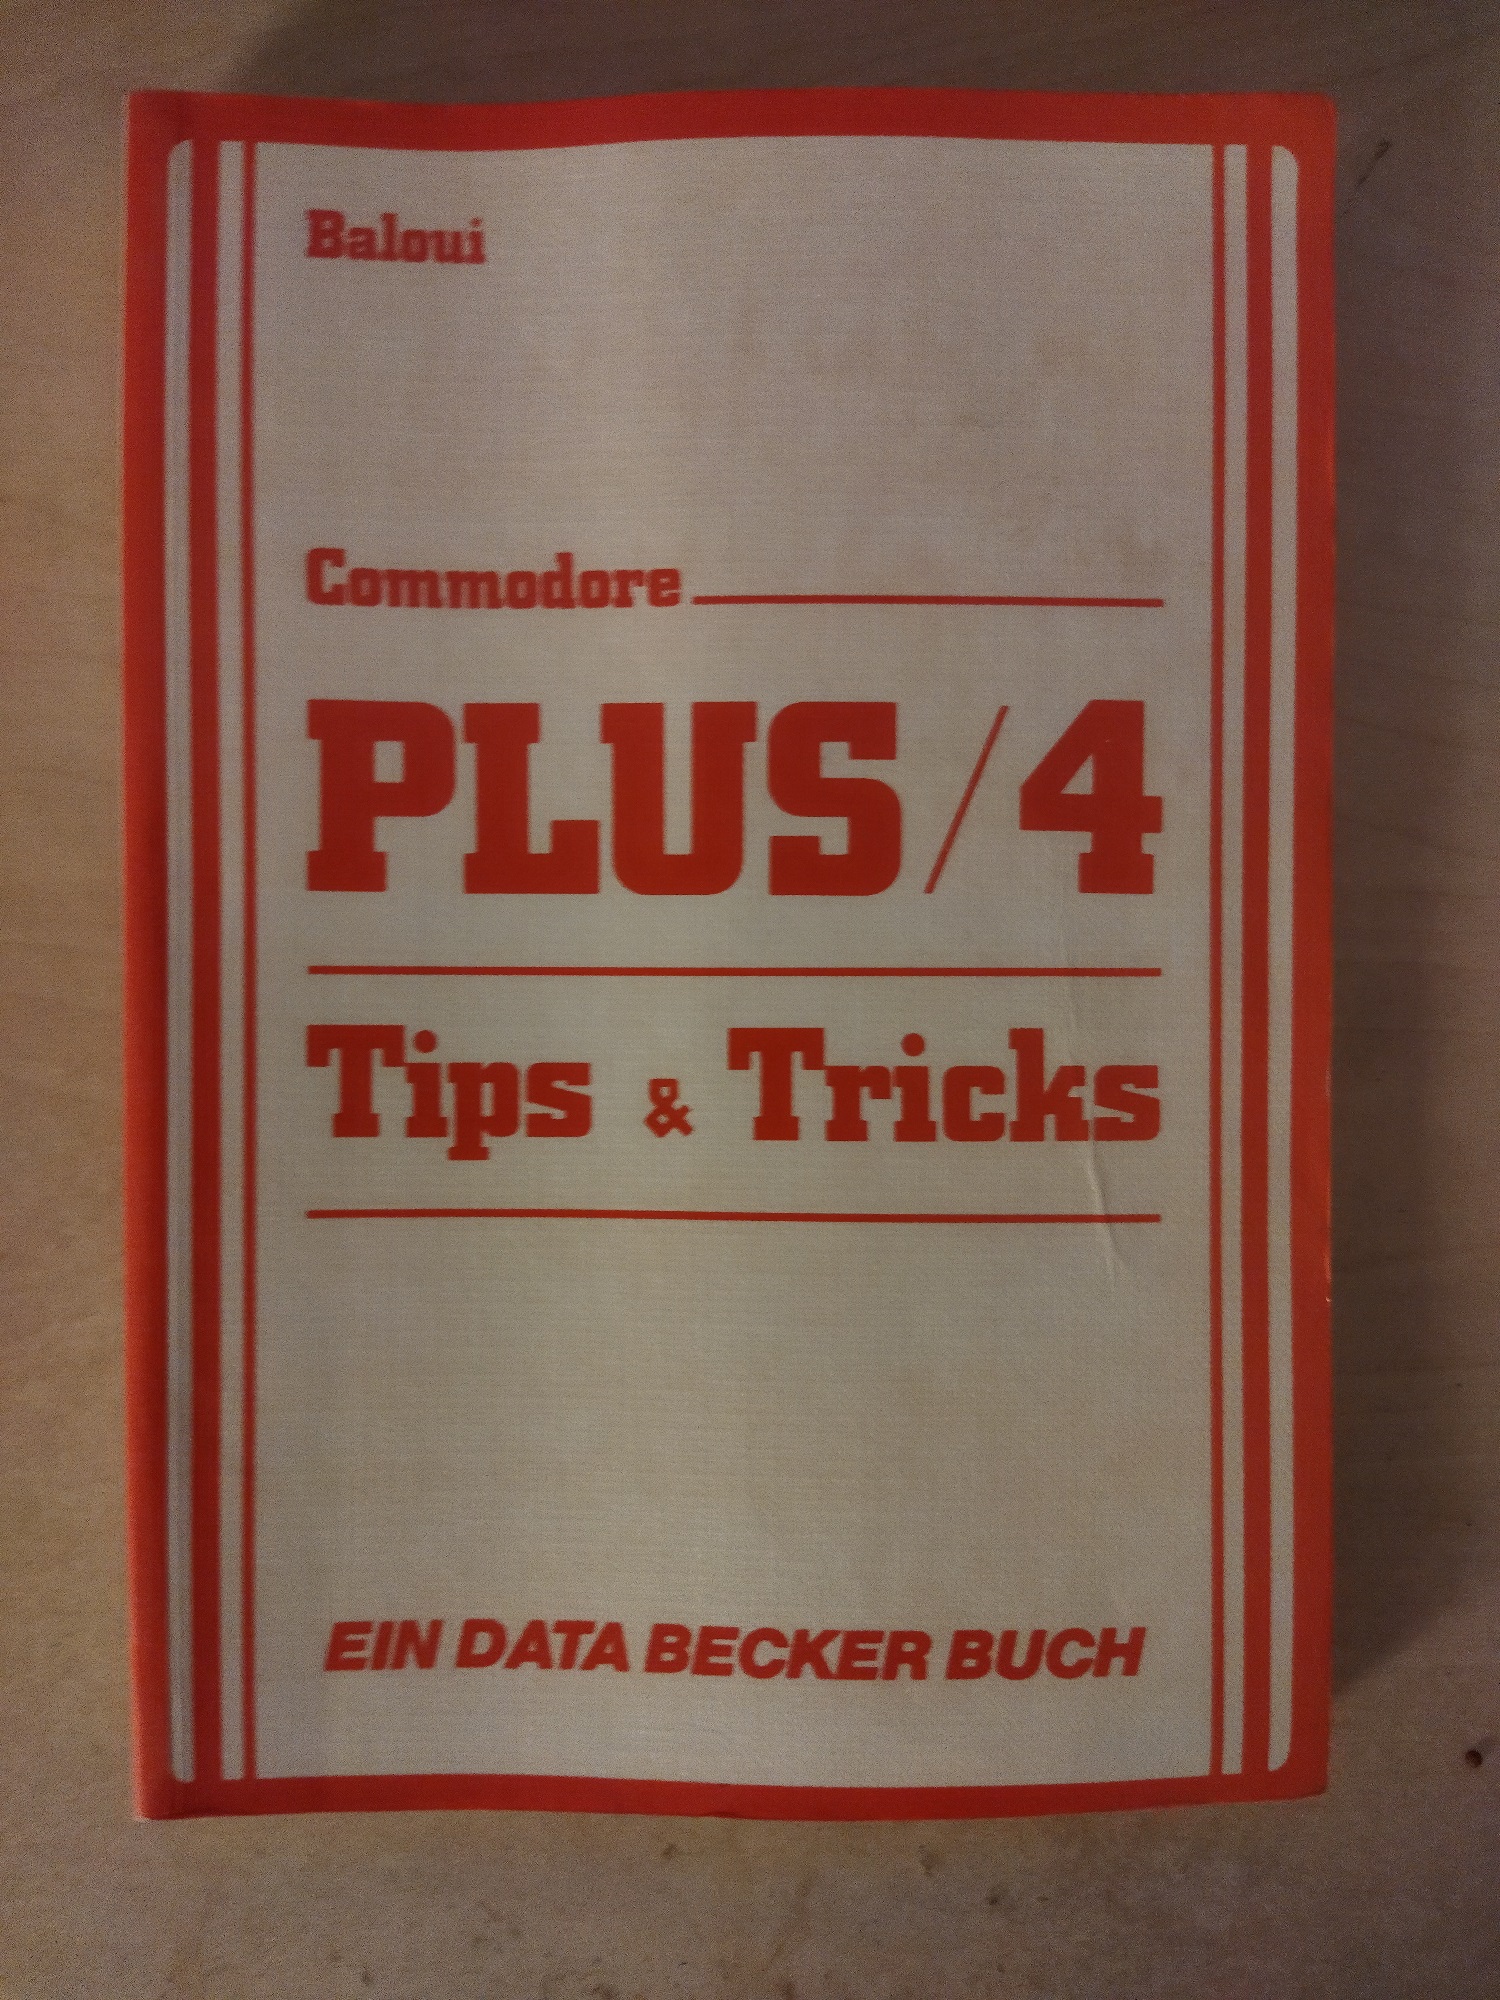 Baloui
Commodore
PLUS/4
Tips & Tricks
EIN DATA BECKER BUCH